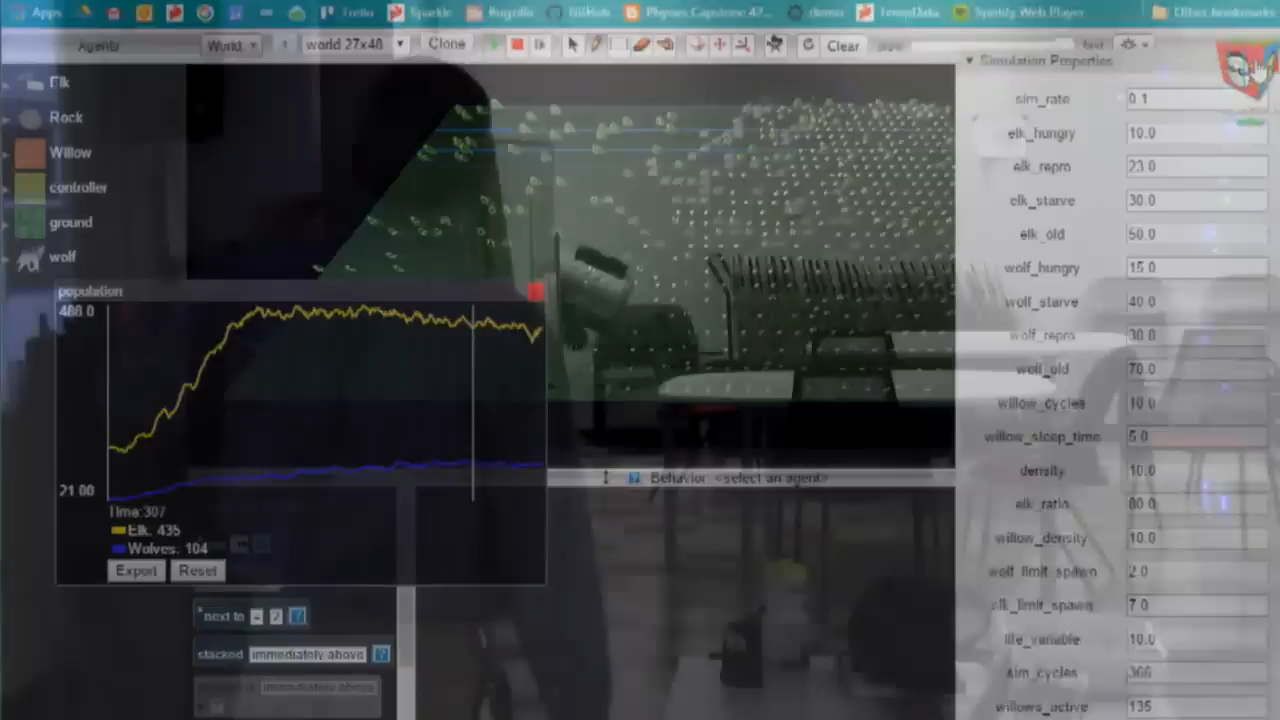 Apps Trello Sparkle Bugzilla GitHub Physics Capstone 42... demo TempData Spotify Web Player Other bookmarks
Agents World world 27x48 Clone Clear
Simulation Properties
Elk
Rock
Willow
controller
ground
wolf
population
488.0
21.00
Time:307
Elk: 435
Wolves: 104
Export Reset
next to
stacked immediately above
immediately above
Behavior: <select an agent>
sim_rate 0.1
elk_hungry 10.0
elk_repro 23.0
elk_starve 30.0
elk_old 50.0
wolf_hungry 15.0
wolf_starve 40.0
wolf_repro 30.0
wolf_old 70.0
willow_cycles 10.0
willow_sleep_time 5.0
density 10.0
elk_ratio 80.0
willow_density 10.0
wolf_limit_spawn 2.0
elk_limit_spawn 7.0
life_variable 10.0
sim_cycles 366
willows_active 135